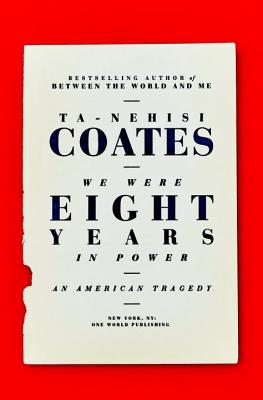 BESTSELLING AUTHOR of
BETWEEN THE WORLD AND ME
TA-NEHISI
COATES
WE WERE
EIGHT
YEARS
IN POWER
AN AMERICAN TRAGEDY
NEW YORK, NY:
ONE WORLD PUBLISHING